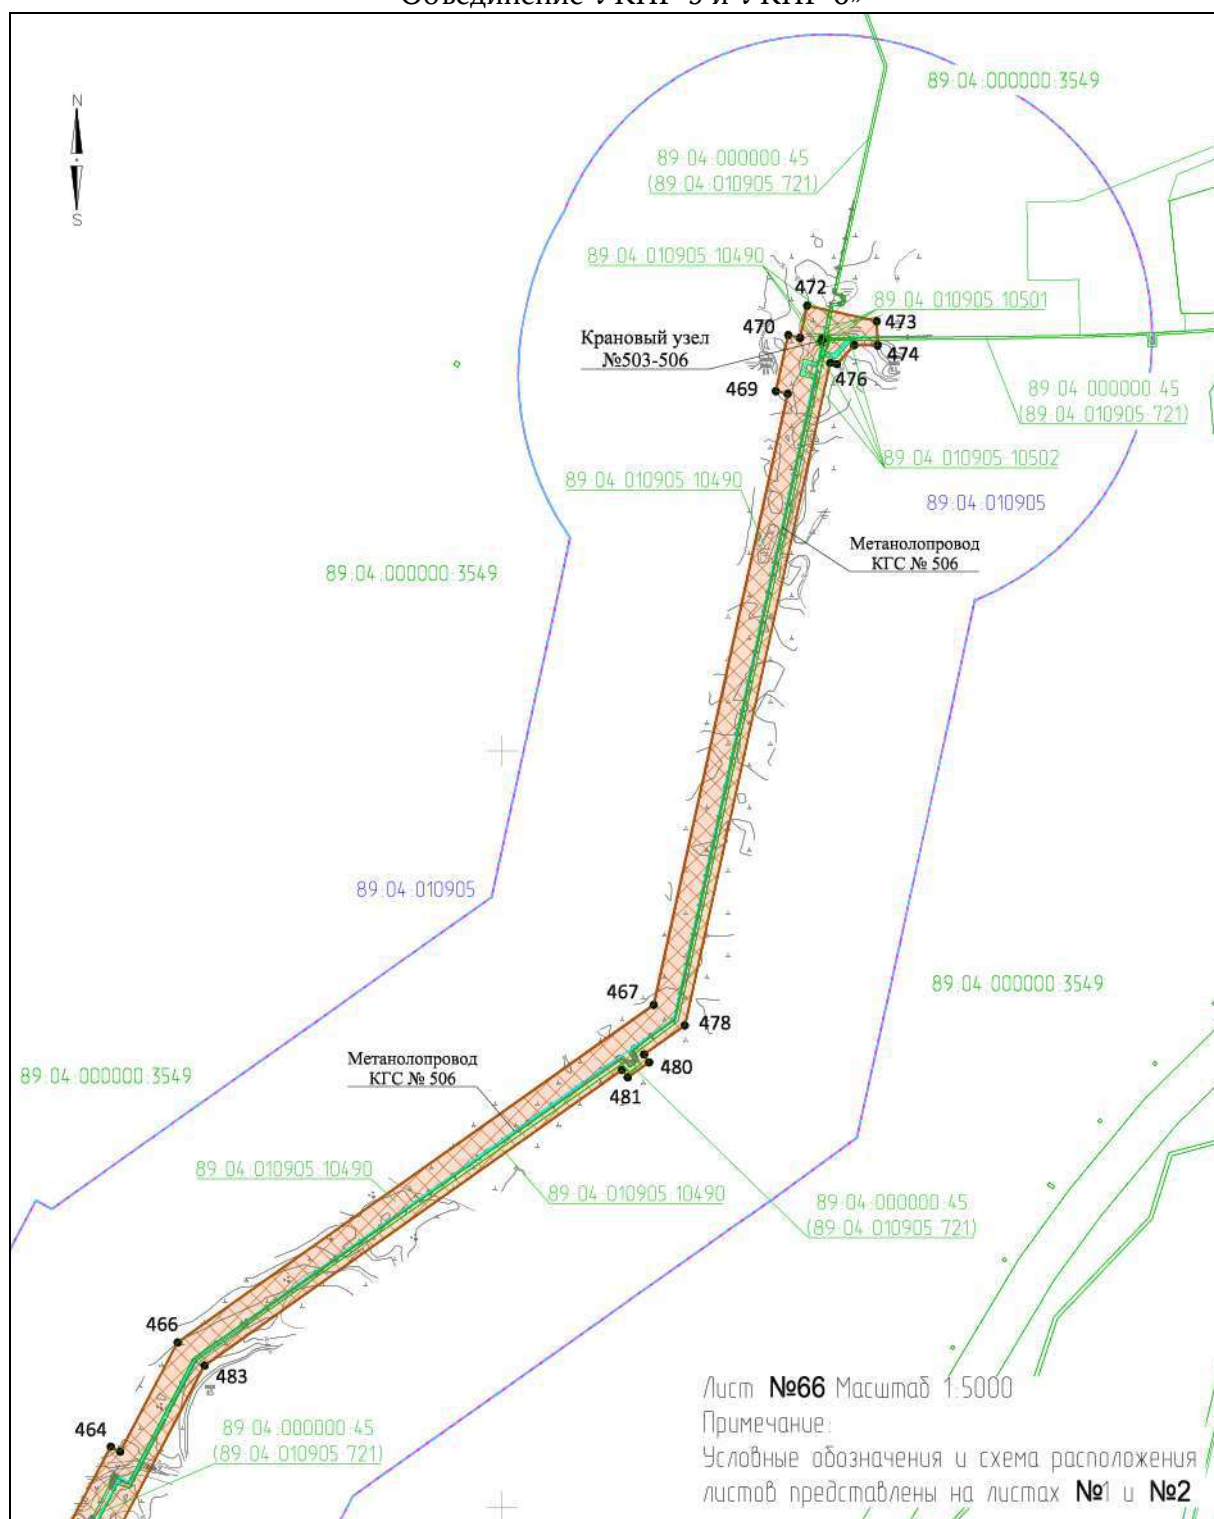 Объединение УКПГ-5 и УКПГ-6»
N
S
89:04:000000:3549
89:04:000000:45
(89:04:010905:721)
89:04:010905:10490
472
89:04:010905:10501
470
473
Крановый узел
№503-506
474
476
469
89:04:000000:45
(89:04:010905:721)
89:04:010905:10502
89:04:010905:10490
89:04:010905
Метанолопровод
КГС № 506
89:04:000000:3549
89:04:010905
89:04:000000:3549
467
478
Метанолопровод
КГС № 506
480
89:04:000000:3549
481
89:04:010905:10490
89:04:010905:10490
89:04:000000:45
(89:04:010905:721)
466
483
464
89:04:000000:45
(89:04:010905:721)
Лист №66 Масштаб 1:5000
Примечание:
Условные обозначения и схема расположения
листов представлены на листах №1 и №2